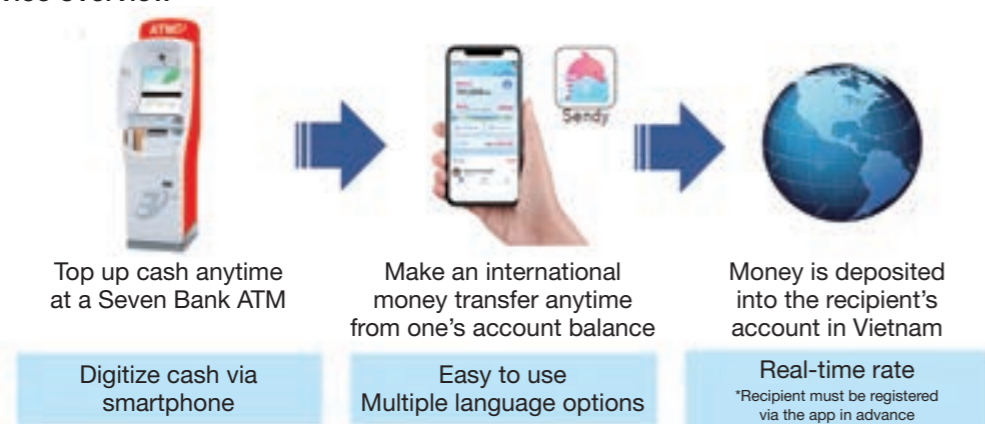 ATM
Sendy
Top up cash anytime
at a Seven Bank ATM
Make an international
money transfer anytime
from one's account balance
Money is deposited
into the recipient's
account in Vietnam
Digitize cash via
smartphone
Easy to use
Multiple language options
Real-time rate
*Recipient must be registered
via the app in advance